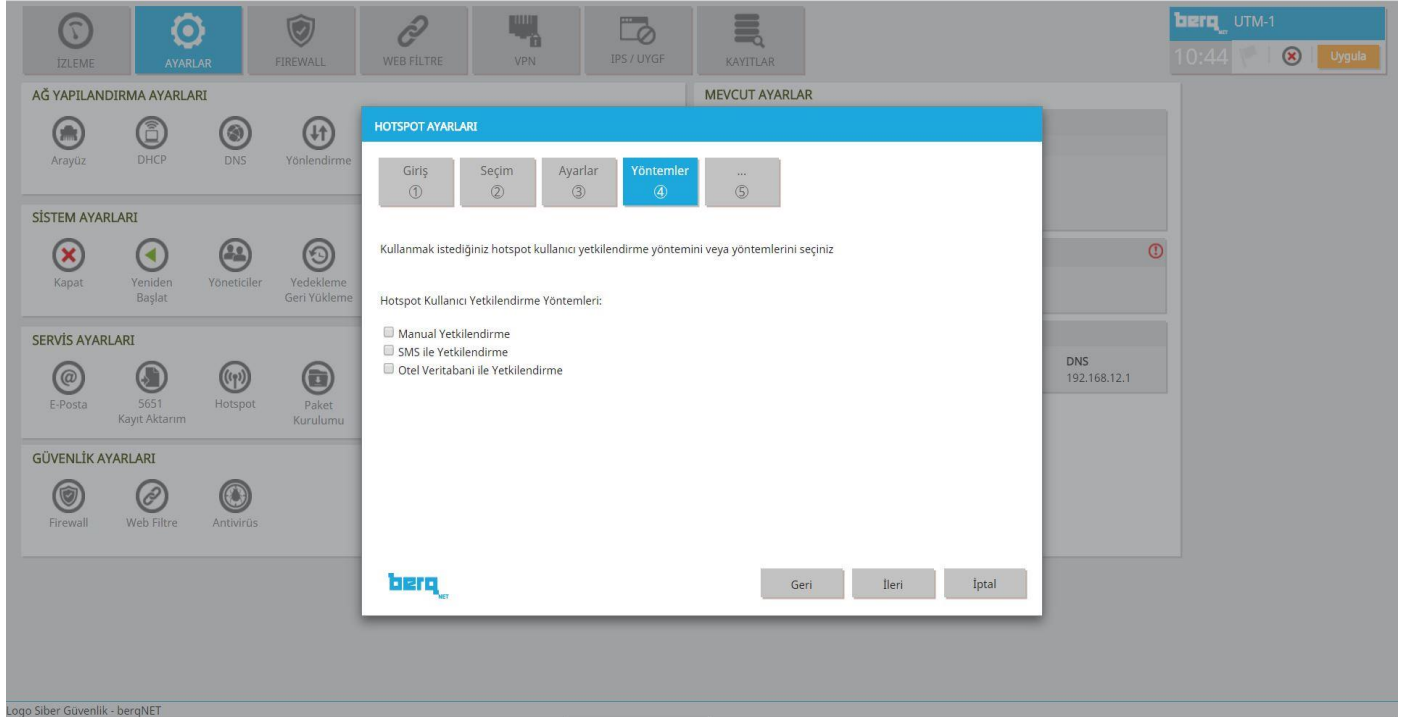 İZLEME
AYARLAR
FIREWALL
WEB FİLTRE
VPN
IPS / UYGF
KAYITLAR
berq NET UTM-1
10:44
Uygula
AĞ YAPILANDIRMA AYARLARI
Arayüz
DHCP
DNS
Yönlendirme
SİSTEM AYARLARI
Kapat
Yeniden
Başlat
Yöneticiler
Yedekleme
Geri Yükleme
SERVİS AYARLARI
E-Posta
5651
Kayıt Aktarım
Hotspot
Paket
Kurulumu
GÜVENLİK AYARLARI
Firewall
Web Filtre
Antivirüs
MEVCUT AYARLAR
DNS
192.168.12.1
HOTSPOT AYARLARI
Giriş
①
Seçim
②
Ayarlar
③
Yöntemler
④
...
⑤
Kullanmak istediğiniz hotspot kullanıcı yetkilendirme yöntemini veya yöntemlerini seçiniz
Hotspot Kullanıcı Yetkilendirme Yöntemleri:
Manual Yetkilendirme
SMS ile Yetkilendirme
Otel Veritabani ile Yetkilendirme
berq NET
Geri
İleri
İptal
Logo Siber Güvenlik - berqNET